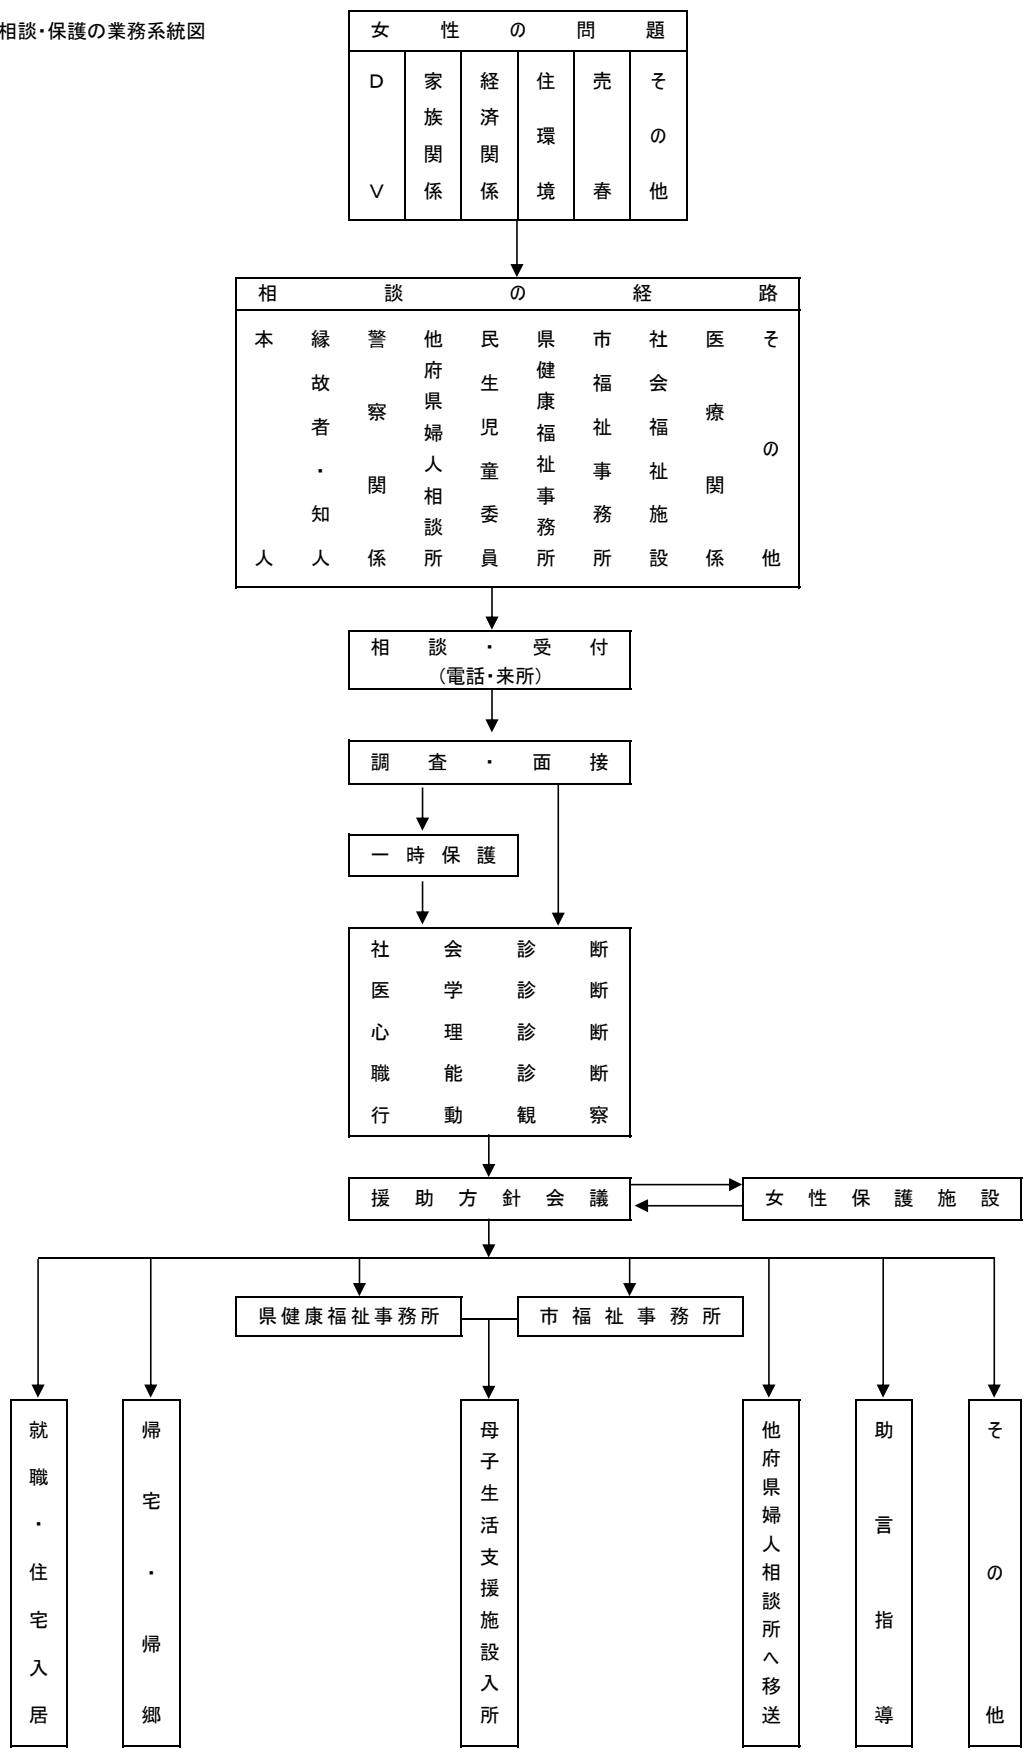 相談・保護の業務系統図
女性の問題
DV
家族関係
経済関係
住環境
売春
その他
相談の経路
本人
縁故者・知人
警察関係
他府県婦人相談所
民生児童委員
県健康福祉事務所
市福祉事務所
社会福祉施設
医療関係
その他
相談・受付
(電話・来所)
調査・面接
一時保護
社会診断
医学診断
心理診断
職能診断
行動観察
援助方針会議
女性保護施設
県健康福祉事務所
市福祉事務所
就職・住宅入居
帰宅・帰郷
母子生活支援施設入所
他府県婦人相談所へ移送
助言指導
その他